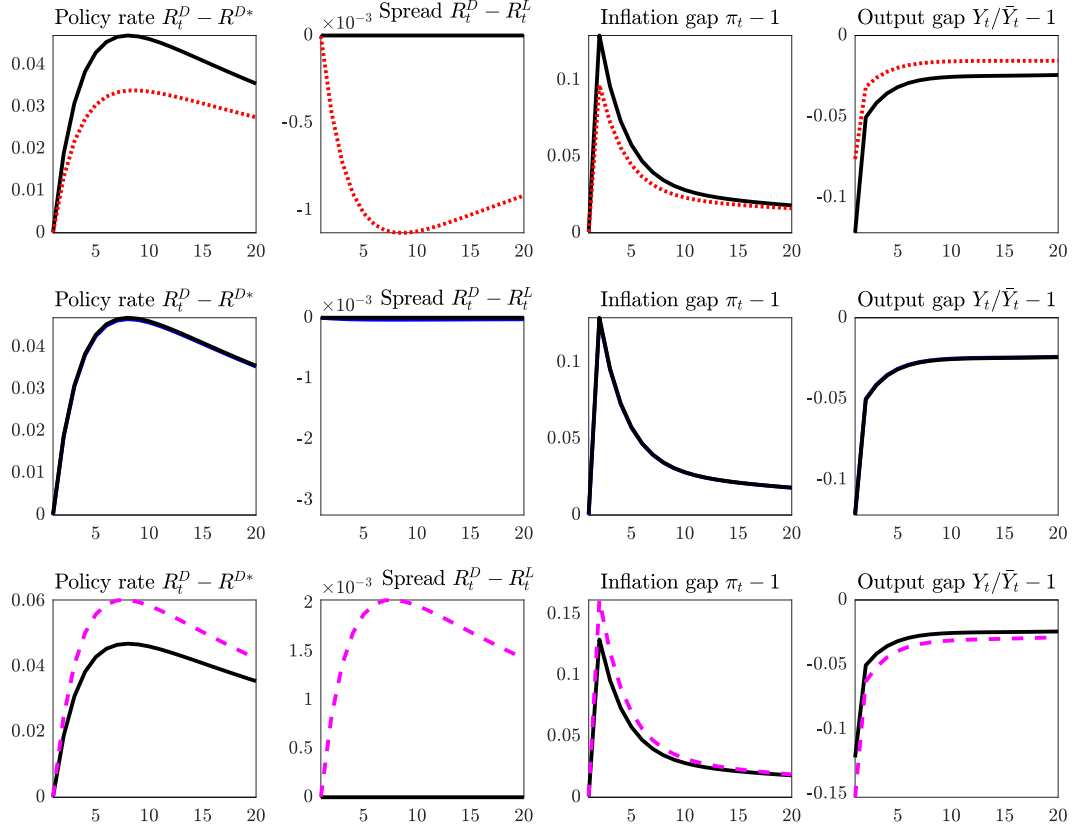 Policy rate $R_t^D - R^{D*}$
0.04
0.03
0.02
0.01
0
5 10 15 20
×10⁻³ Spread $R_t^D - R_t^L$
0
-0.5
-1
5 10 15 20
Inflation gap $\pi_t - 1$
0.1
0.05
0
5 10 15 20
Output gap $Y_t/\bar{Y}_t - 1$
0
-0.05
-0.1
5 10 15 20
Policy rate $R_t^D - R^{D*}$
0.04
0.03
0.02
0.01
0
5 10 15 20
×10⁻³ Spread $R_t^D - R_t^L$
0
-1
-2
-3
5 10 15 20
Inflation gap $\pi_t - 1$
0.1
0.05
0
5 10 15 20
Output gap $Y_t/\bar{Y}_t - 1$
0
-0.05
-0.1
5 10 15 20
Policy rate $R_t^D - R^{D*}$
0.06
0.04
0.02
0
5 10 15 20
×10⁻³ Spread $R_t^D - R_t^L$
2
1.5
1
0.5
0
5 10 15 20
Inflation gap $\pi_t - 1$
0.15
0.1
0.05
0
5 10 15 20
Output gap $Y_t/\bar{Y}_t - 1$
0
-0.05
-0.1
-0.15
5 10 15 20